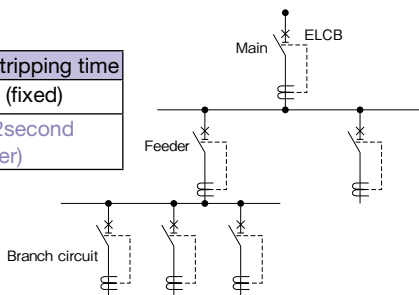 tripping time
(fixed)
2second
er)
ELCB
Main
Feeder
Branch circuit